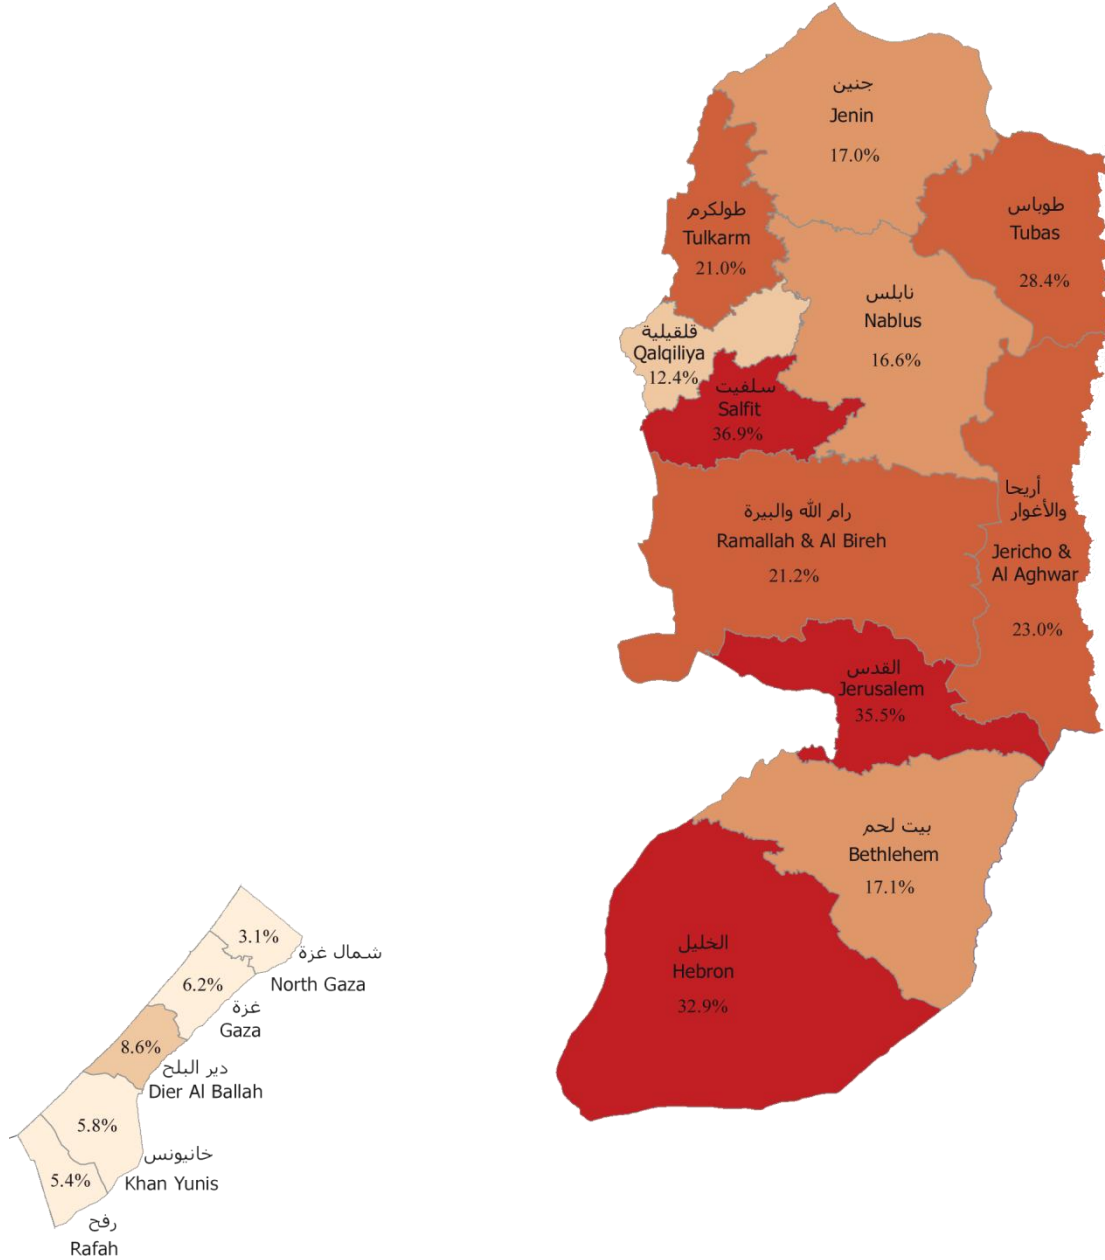 جنين
Jenin
17.0%
طوباس
Tubas
28.4%
طولكرم
Tulkarm
21.0%
نابلس
Nablus
16.6%
قلقيلية
Qalqiliya
12.4%
سلفيت
Salfit
36.9%
أريحا
والأغوار
Jericho &
Al Aghwar
23.0%
رام الله والبيرة
Ramallah & Al Bireh
21.2%
القدس
Jerusalem
35.5%
بيت لحم
Bethlehem
17.1%
الخليل
Hebron
32.9%
3.1%
شمال غزة
North Gaza
6.2%
غزة
Gaza
8.6%
دير البلح
Dier Al Ballah
5.8%
خانيونس
Khan Yunis
5.4%
رفح
Rafah